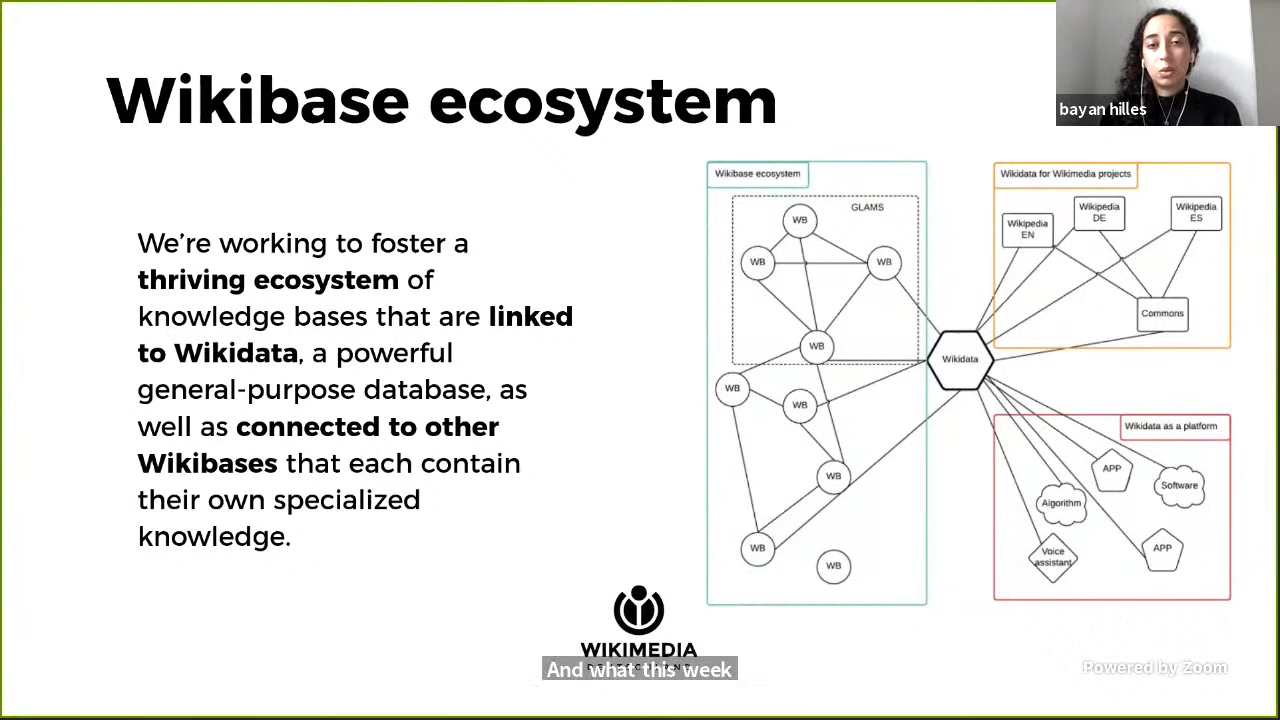 Wikibase ecosystem
bayan hilles
We’re working to foster a
thriving ecosystem of
knowledge bases that are linked
to Wikidata, a powerful
general-purpose database, as
well as connected to other
Wikibases that each contain
their own specialized
knowledge.
Wikibase ecosystem
GLAMS
WB
WB
WB
WB
WB
WB
WB
WB
WB
Wikidata
Wikidata for Wikimedia projects
Wikipedia
EN
Wikipedia
DE
Wikipedia
ES
Commons
Wikidata as a platform
APP
Software
Algorithm
Voice
assistant
APP
WIKIMEDIA
And what this week
Powered by Zoom